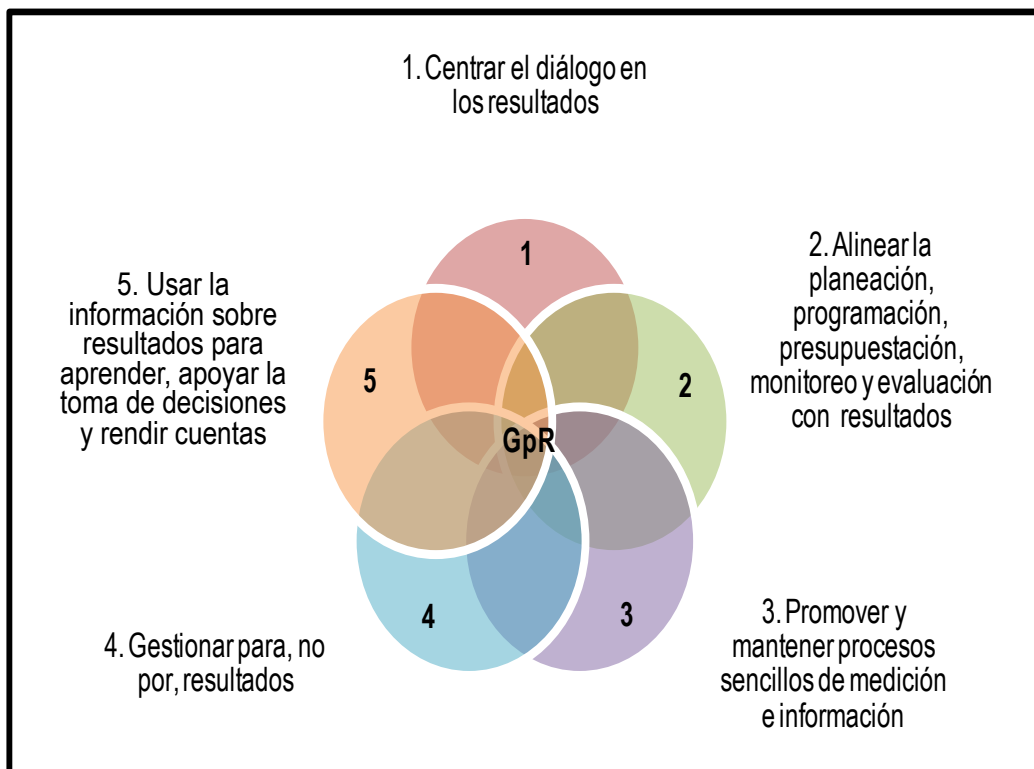 1. Centrar el diálogo en
los resultados
1
2. Alinear la
planeación,
programación,
presupuestación,
monitoreo y evaluación
con resultados
2
5. Usar la
información sobre
resultados para
aprender, apoyar la
toma de decisiones
y rendir cuentas
5
GpR
4
3
4. Gestionar para, no
por, resultados
3. Promover y
mantener procesos
sencillos de medición
e información